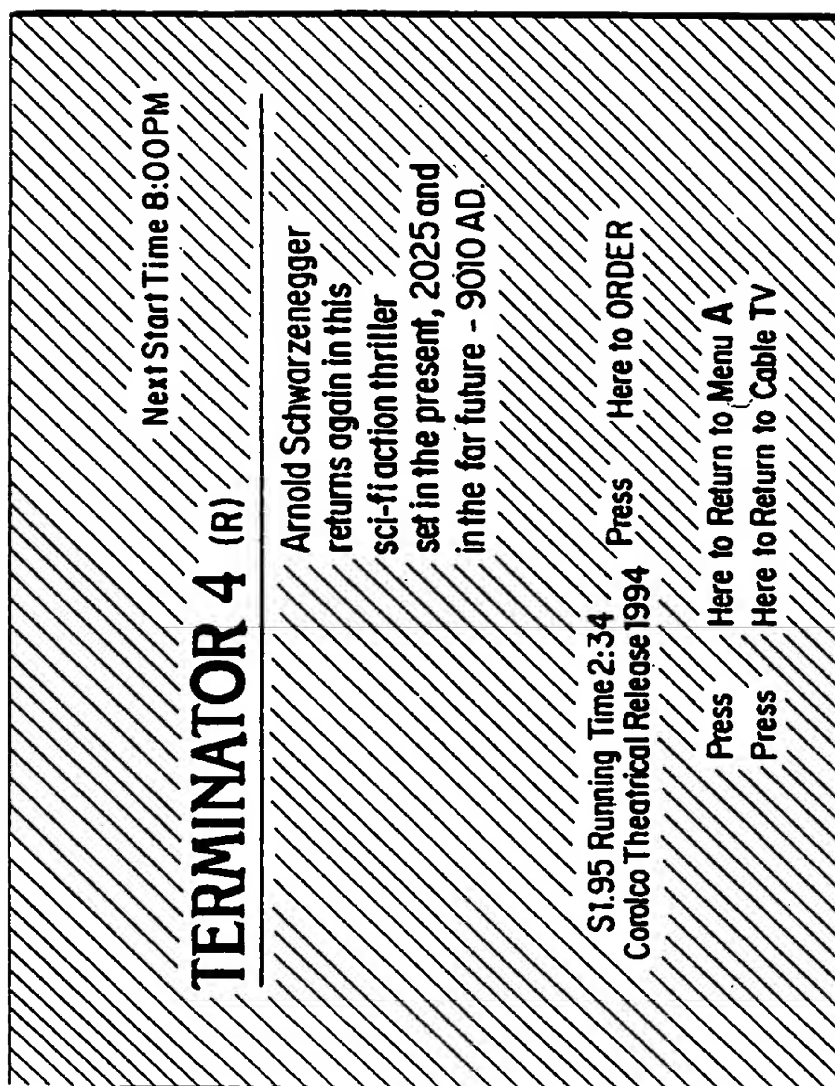 Next Start Time 8:00PM
TERMINATOR 4 (R)
Arnold Schwarzenegger
returns again in this
sci-fi action thriller
set in the present, 2025 and
in the far future - 9010 AD.
$1.95 Running Time 2:34
Corolco Theatrical Release 1994
Press Here to ORDER
Press Here to Return to Menu A
Press Here to Return to Cable TV